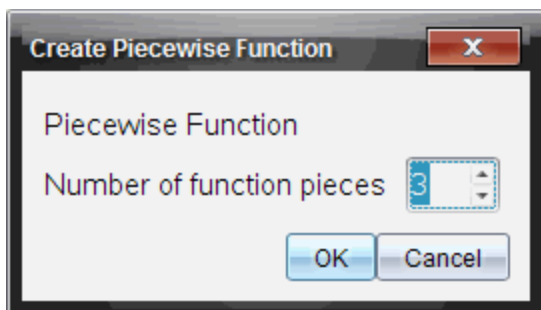 Create Piecewise Function
Piecewise Function
Number of function pieces 3
OK Cancel